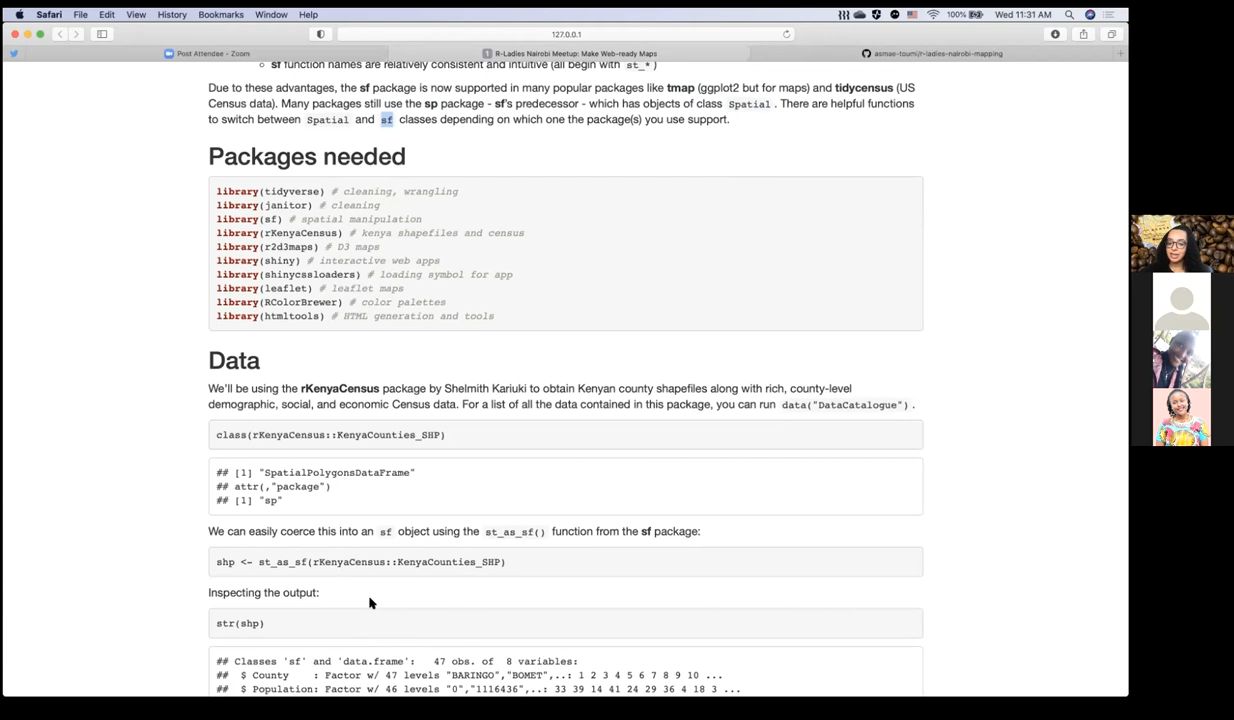 Safari File Edit View History Bookmarks Window Help 100% Wed 11:31 AM
127.0.0.1
Post Attendee - Zoom
1 R-Ladies Nairobi Meetup: Make Web-ready Maps
asmae-toumi/r-ladies-nairobi-mapping
sf function names are relatively consistent and intuitive (all begin with st_*)
Due to these advantages, the sf package is now supported in many popular packages like tmap (ggplot2 but for maps) and tidycensus (US
Census data). Many packages still use the sp package - sf's predecessor - which has objects of class Spatial. There are helpful functions
to switch between Spatial and sf classes depending on which one the package(s) you use support.
Packages needed
library(tidyverse) # cleaning, wrangling
library(janitor) # cleaning
library(sf) # spatial manipulation
library(rKenyaCensus) # kenya shapefiles and census
library(r2d3maps) # D3 maps
library(shiny) # interactive web apps
library(shinycssloaders) # loading symbol for app
library(leaflet) # leaflet maps
library(RColorBrewer) # color palettes
library(htmltools) # HTML generation and tools
Data
We'll be using the rKenyaCensus package by Shelmith Kariuki to obtain Kenyan county shapefiles along with rich, county-level
demographic, social, and economic Census data. For a list of all the data contained in this package, you can run data("DataCatalogue").
class(rKenyaCensus::KenyaCounties_SHP)
## [1] "SpatialPolygonsDataFrame"
## attr(,"package")
## [1] "sp"
We can easily coerce this into an sf object using the st_as_sf() function from the sf package:
shp <- st_as_sf(rKenyaCensus::KenyaCounties_SHP)
Inspecting the output:
str(shp)
## Classes 'sf' and 'data.frame': 47 obs. of 8 variables:
## $ County : Factor w/ 47 levels "BARINGO","BOMET",..: 1 2 3 4 5 6 7 8 9 10 ...
## $ Population: Factor w/ 46 levels "0","1116436",..: 33 39 14 41 24 29 36 4 18 3 ...